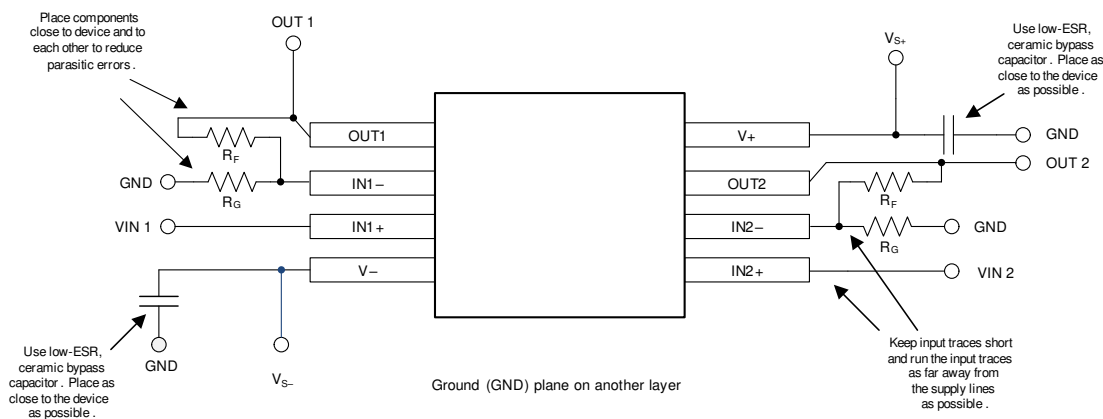 Place components
close to device and to
each other to reduce
parasitic errors .
OUT 1
VS+
Use low-ESR,
ceramic bypass
capacitor . Place as
close to the device
as possible .
OUT1
V+
GND
RF
OUT 2
GND
IN1−
OUT2
RF
RG
VIN 1
IN1+
IN2−
GND
RG
V−
IN2+
VIN 2
Use low-ESR,
ceramic bypass
capacitor . Place as
close to the device
as possible .
GND
VS−
Ground (GND) plane on another layer
Keep input traces short
and run the input traces
as far away from
the supply lines
as possible .